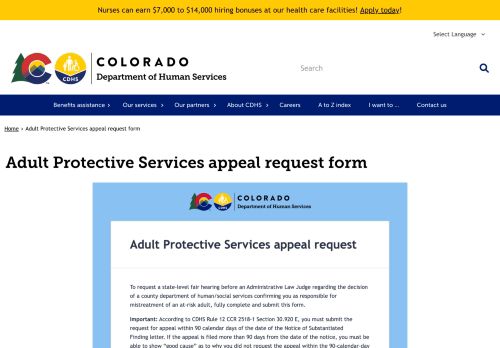 Nurses can earn $7,000 to $14,000 hiring bonuses at our health care facilities! Apply today!
Select Language
COLORADO
Department of Human Services
CDHS
Search
Benefits assistance
Our services
Our partners
About CDHS
Careers
A to Z index
I want to ...
Contact us
Home » Adult Protective Services appeal request form
Adult Protective Services appeal request form
CDHS
COLORADO
Department of Human Services
Adult Protective Services appeal request
To request a state-level fair hearing before an Administrative Law Judge regarding the decision
of a county department of human/social services confirming you as responsible for
mistreatment of an at-risk adult, fully complete and submit this form.
Important: According to CDHS Rule 12 CCR 2518-1 Section 30.920 E, you must submit the
request for appeal within 90 calendar days of the date of the Notice of Substantiated
Finding letter. If the appeal is filed more than 90 days from the date of the notice, you must be
able to show "good cause" as to why you did not request the appeal within the 90-calendar-day